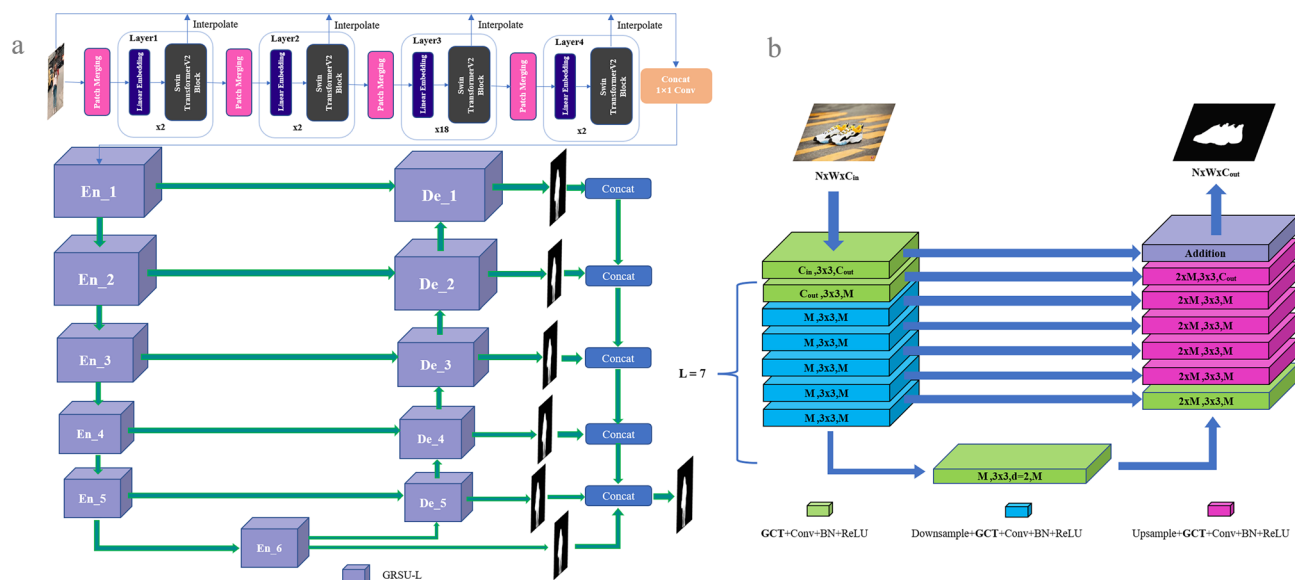 a
Interpolate
Interpolate
Interpolate
Interpolate
Layer1
Layer2
Layer3
Layer4
Patch Merging
Linear Embedding
Swin
TransformerV2
Block
Patch Merging
Linear Embedding
Swin
TransformerV2
Block
Patch Merging
Linear Embedding
Swin
TransformerV2
Block
Patch Merging
Linear Embedding
Swin
TransformerV2
Block
Concat
1×1 Conv
x2
x2
x18
x2
En_1
De_1
Concat
En_2
De_2
Concat
En_3
De_3
Concat
En_4
De_4
Concat
En_5
De_5
Concat
En_6
GRSU-L
b
NxWxCin
NxWxCout
Cin ,3x3,Cout
Cout ,3x3,M
M ,3x3,M
M ,3x3,M
M ,3x3,M
M ,3x3,M
M ,3x3,M
L = 7
Addition
2xM,3x3,Cout
2xM ,3x3,M
2xM ,3x3,M
2xM ,3x3,M
2xM ,3x3,M
2xM ,3x3,M
M ,3x3,d=2,M
GCT+Conv+BN+ReLU
Downsample+GCT+Conv+BN+ReLU
Upsample+GCT+Conv+BN+ReLU